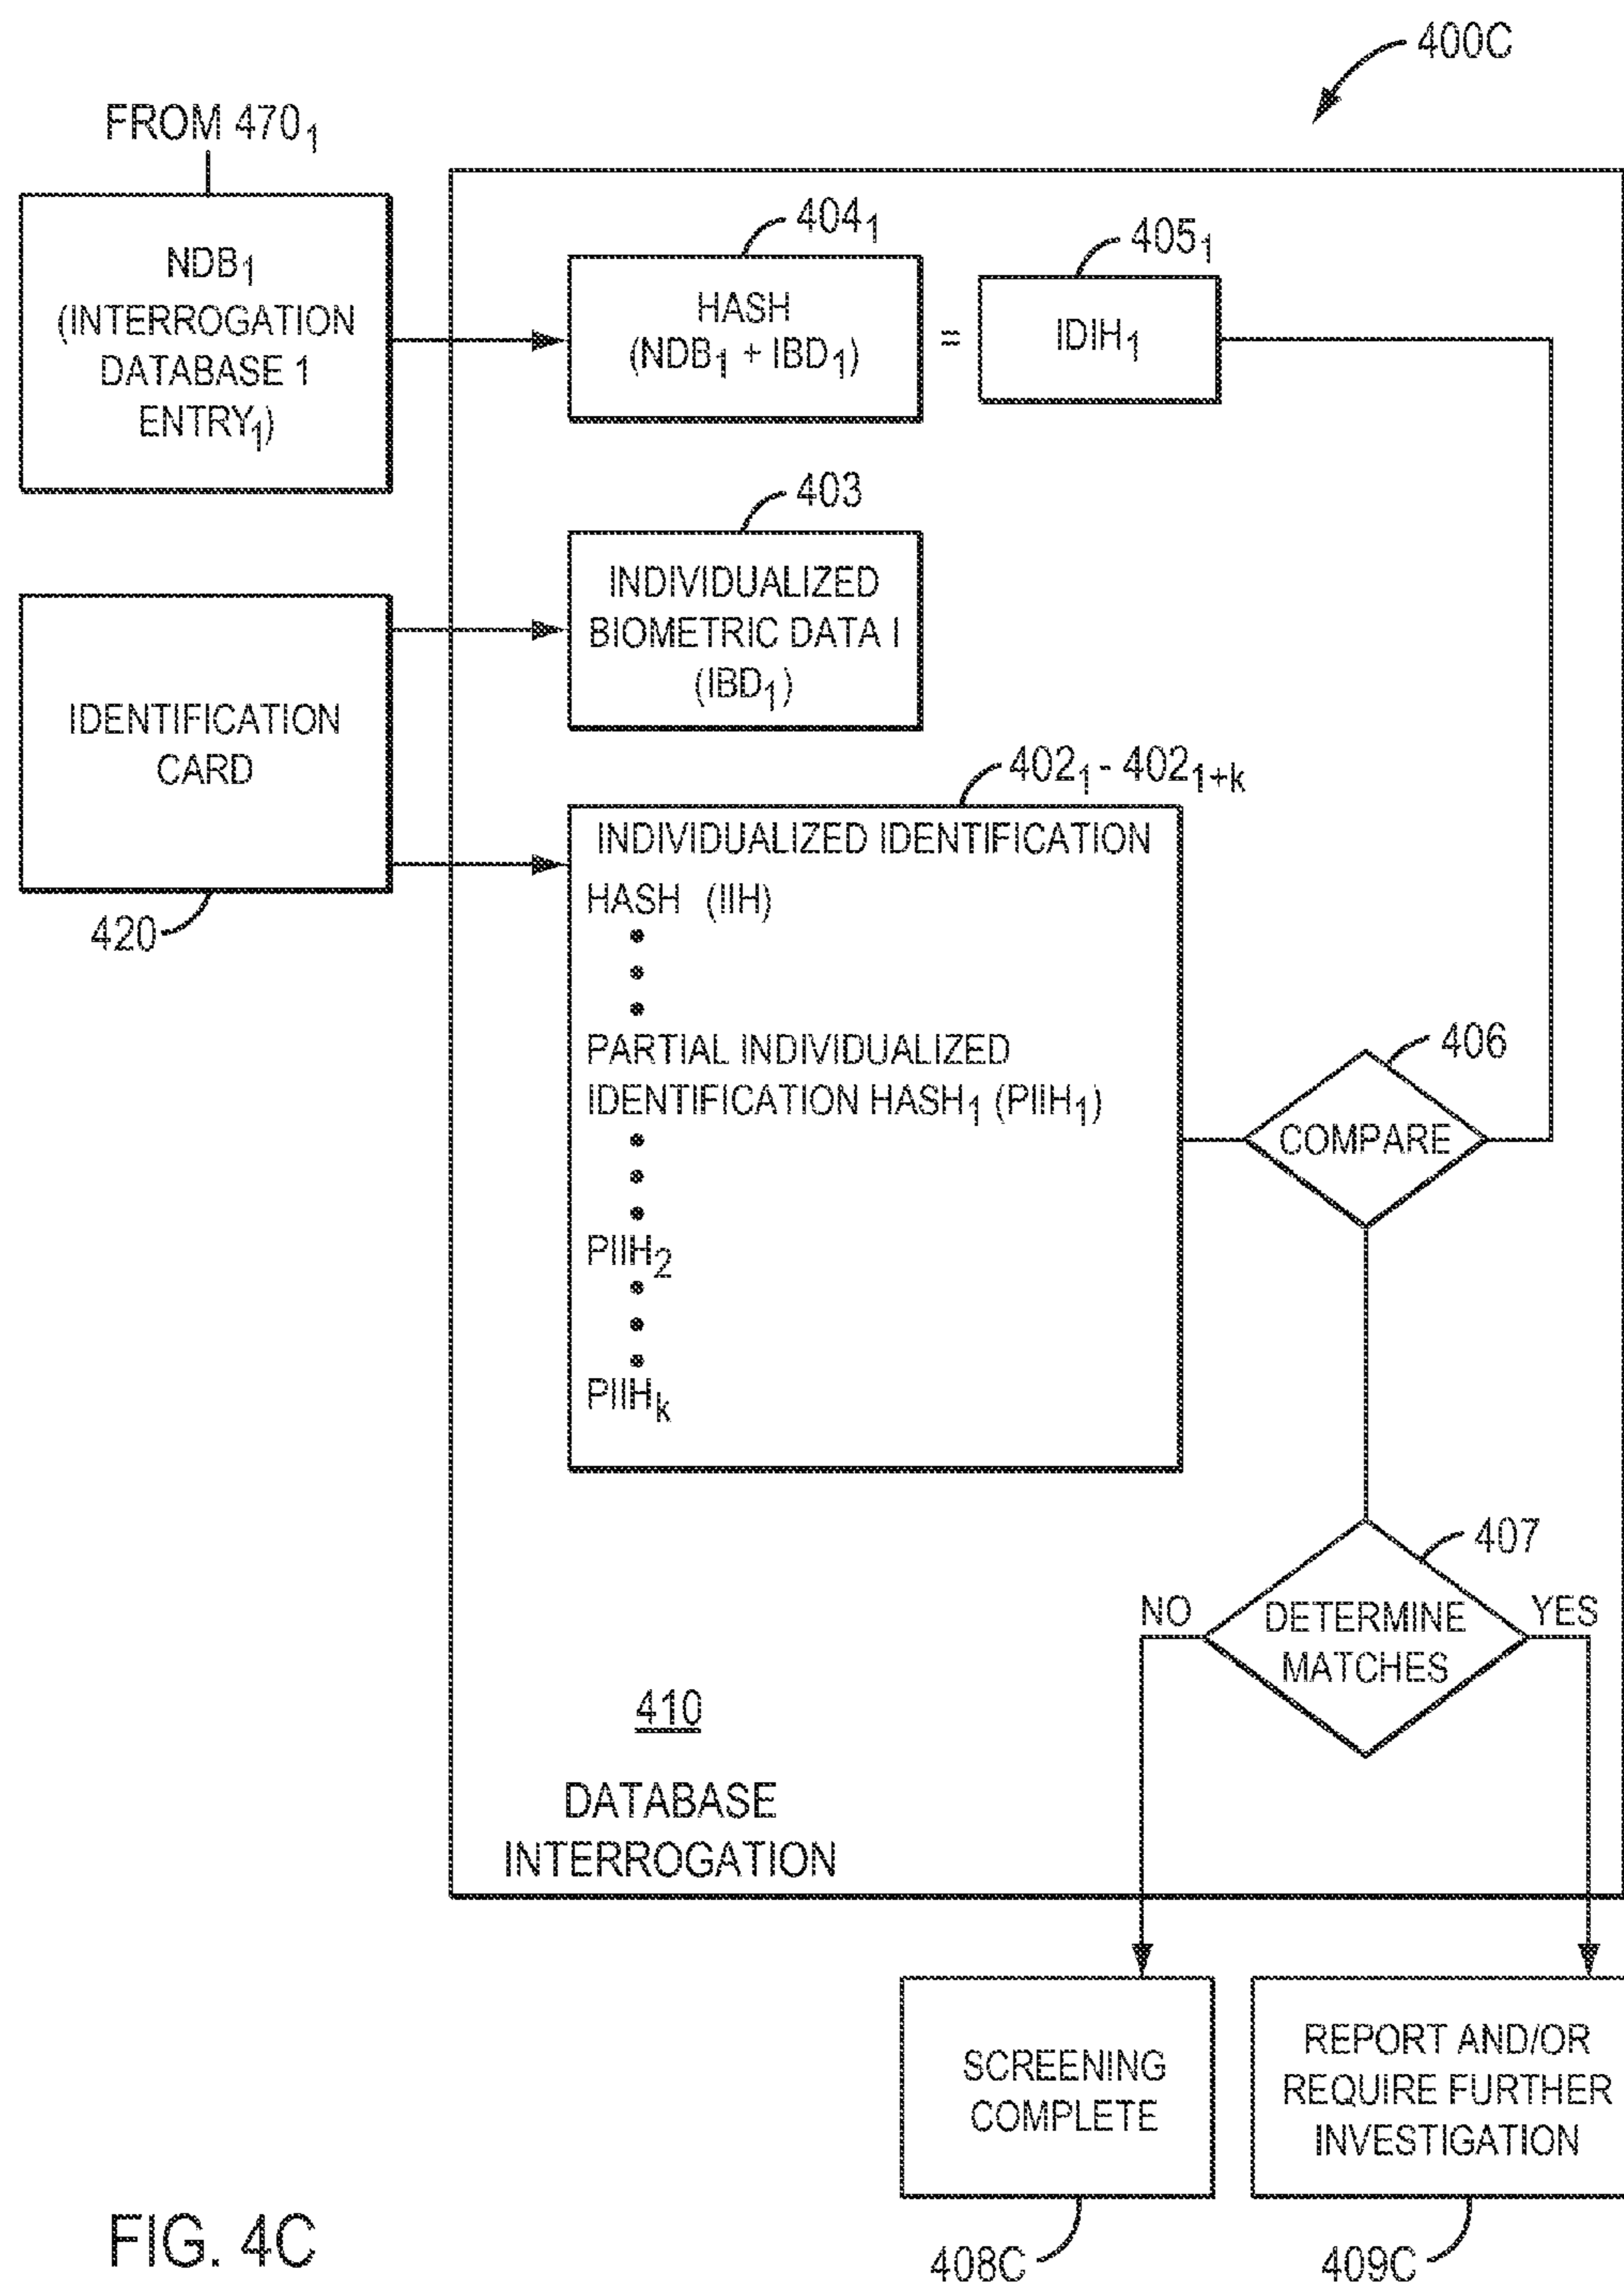 400C
FROM 470₁
NDB₁
(INTERROGATION
DATABASE 1
ENTRY₁)
404₁
HASH
(NDB₁ + IBD₁)
=
405₁
IDIH₁
403
INDIVIDUALIZED
BIOMETRIC DATA I
(IBD₁)
IDENTIFICATION
CARD
420
402₁ - 402₁₊ₖ
INDIVIDUALIZED IDENTIFICATION
HASH (IIH)
PARTIAL INDIVIDUALIZED
IDENTIFICATION HASH₁ (PIIH₁)
PIIH₂
PIIHₖ
406
COMPARE
407
NO
DETERMINE
MATCHES
YES
410
DATABASE
INTERROGATION
SCREENING
COMPLETE
408C
REPORT AND/OR
REQUIRE FURTHER
INVESTIGATION
409C
FIG. 4C